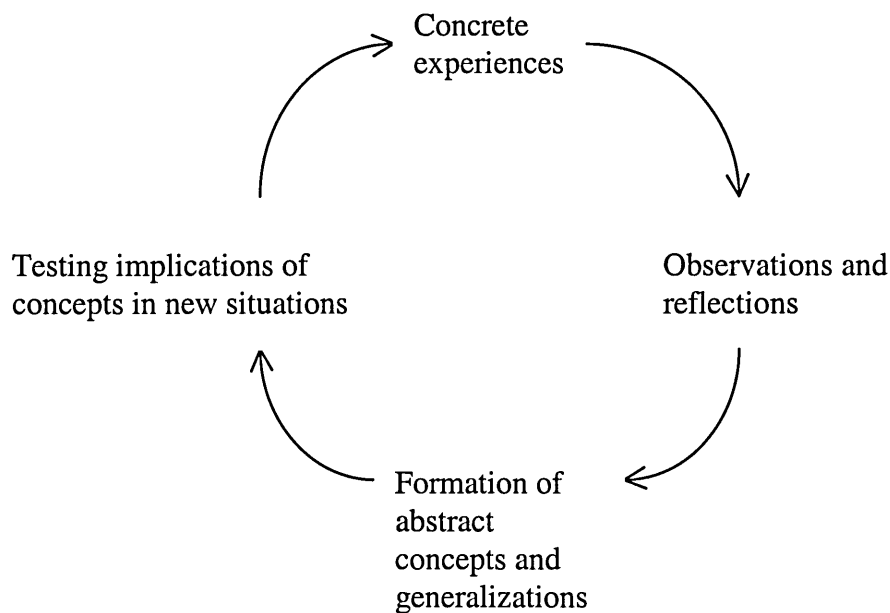 Concrete
experiences
Observations and
reflections
Formation of
abstract
concepts and
generalizations
Testing implications of
concepts in new situations